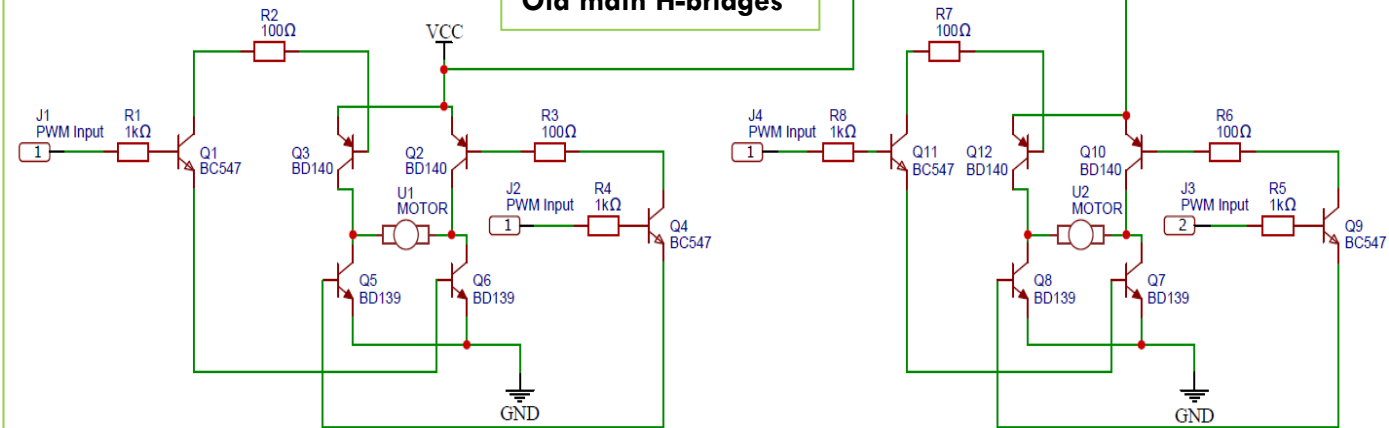 Old main H-bridges
R2
100Ω
VCC
R7
100Ω
J1
PWM Input
1
R1
1kΩ
Q1
BC547
Q3
BD140
Q2
BD140
R3
100Ω
U1
MOTOR
J2
PWM Input
1
R4
1kΩ
Q4
BC547
Q5
BD139
Q6
BD139
GND
J4
PWM Input
1
R8
1kΩ
Q11
BC547
Q12
BD140
Q10
BD140
R6
100Ω
U2
MOTOR
J3
PWM Input
2
R5
1kΩ
Q9
BC547
Q8
BD139
Q7
BD139
GND